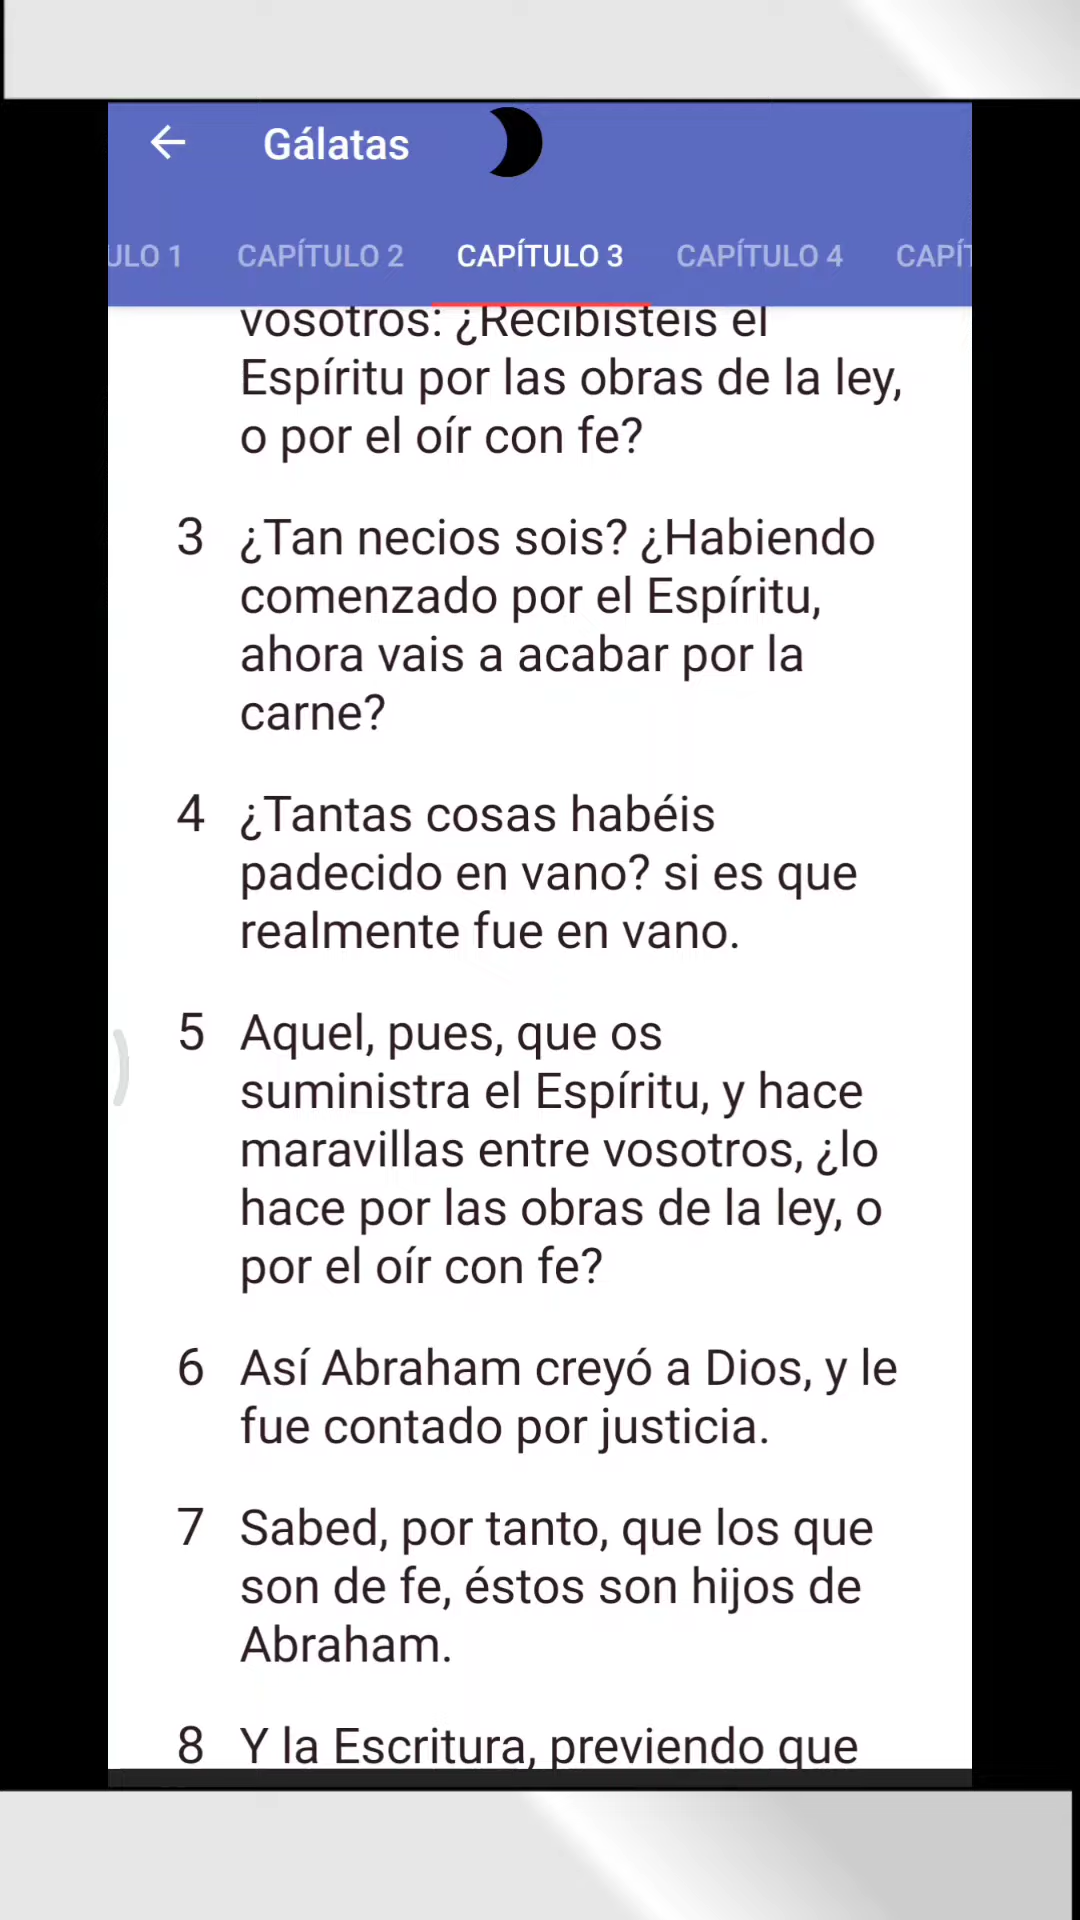 Gálatas
ULO 1 CAPÍTULO 2 CAPÍTULO 3 CAPÍTULO 4 CAPÍT
vosotros: ¿Recibisteis el
Espíritu por las obras de la ley,
o por el oír con fe?
3 ¿Tan necios sois? ¿Habiendo
comenzado por el Espíritu,
ahora vais a acabar por la
carne?
4 ¿Tantas cosas habéis
padecido en vano? si es que
realmente fue en vano.
5 Aquel, pues, que os
suministra el Espíritu, y hace
maravillas entre vosotros, ¿lo
hace por las obras de la ley, o
por el oír con fe?
6 Así Abraham creyó a Dios, y le
fue contado por justicia.
7 Sabed, por tanto, que los que
son de fe, éstos son hijos de
Abraham.
8 Y la Escritura, previendo que